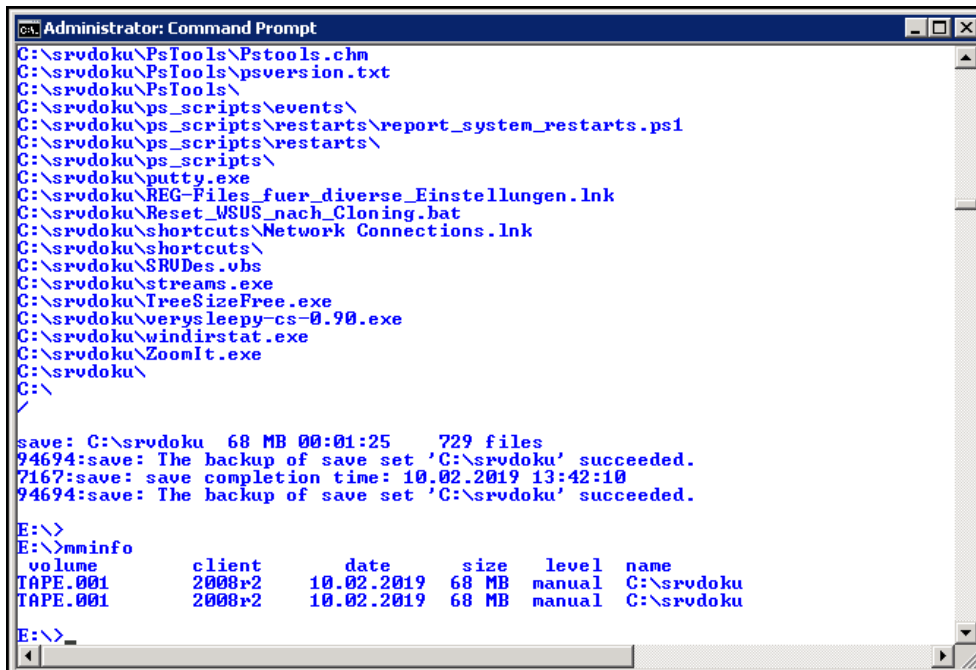 Administrator: Command Prompt
C:\srvdoku\PsTools\Pstools.chm
C:\srvdoku\PsTools\psversion.txt
C:\srvdoku\PsTools\
C:\srvdoku\ps_scripts\events\
C:\srvdoku\ps_scripts\restarts\report_system_restarts.ps1
C:\srvdoku\ps_scripts\restarts\
C:\srvdoku\ps_scripts\
C:\srvdoku\putty.exe
C:\srvdoku\REG-Files_fuer_diverse_Einstellungen.lnk
C:\srvdoku\Reset_WSUS_nach_Cloning.bat
C:\srvdoku\shortcuts\Network Connections.lnk
C:\srvdoku\shortcuts\
C:\srvdoku\SRVDes.vbs
C:\srvdoku\streams.exe
C:\srvdoku\TreeSizeFree.exe
C:\srvdoku\verysleepy-cs-0.90.exe
C:\srvdoku\windirstat.exe
C:\srvdoku\ZoomIt.exe
C:\srvdoku\
C:\
/
save: C:\srvdoku  68 MB 00:01:25    729 files
94694:save: The backup of save set 'C:\srvdoku' succeeded.
7167:save: save completion time: 10.02.2019 13:42:10
94694:save: The backup of save set 'C:\srvdoku' succeeded.
E:\>
E:\>mminfo
volume         client        date      size   level  name
TAPE.001       2008r2     10.02.2019  68 MB  manual  C:\srvdoku
TAPE.001       2008r2     10.02.2019  68 MB  manual  C:\srvdoku
E:\>_